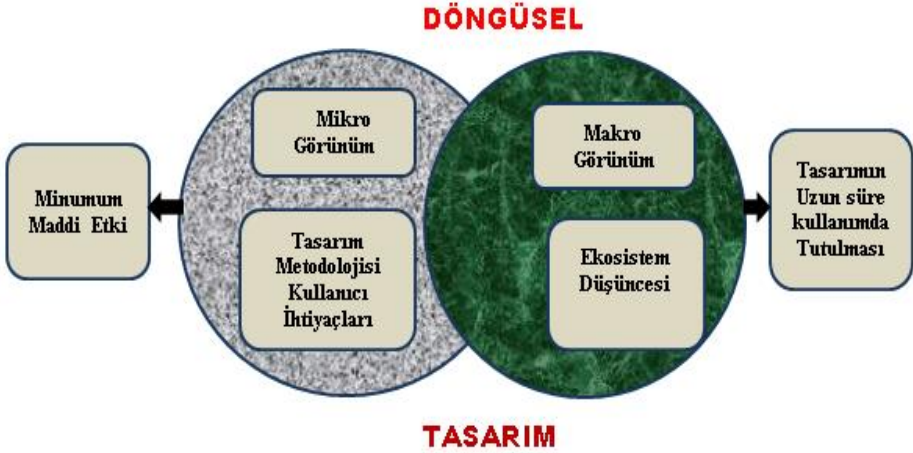 DÖNGÜSEL
Mikro
Görünüm
Makro
Görünüm
Minumum
Maddi Etki
Tasarım
Metodolojisi
Kullanıcı
İhtiyaçları
Ekosistem
Düşüncesi
Tasarımın
Uzun süre
kullanımda
Tutulması
TASARIM